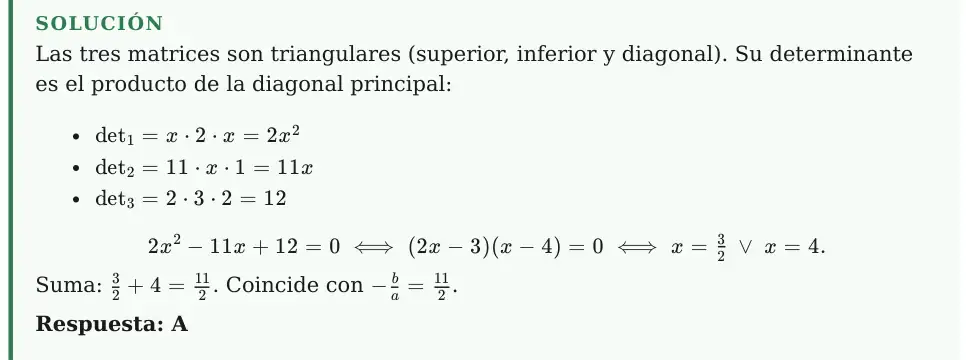 SOLUCIÓN
Las tres matrices son triangulares (superior, inferior y diagonal). Su determinante
es el producto de la diagonal principal:
• det₁ = x · 2 · x = 2x²
• det₂ = 11 · x · 1 = 11x
• det₃ = 2 · 3 · 2 = 12
2x² − 11x + 12 = 0 ⟺ (2x − 3)(x − 4) = 0 ⟺ x = 3/2 ∨ x = 4.
Suma: 3/2 + 4 = 11/2. Coincide con −b/a = 11/2.
Respuesta: A